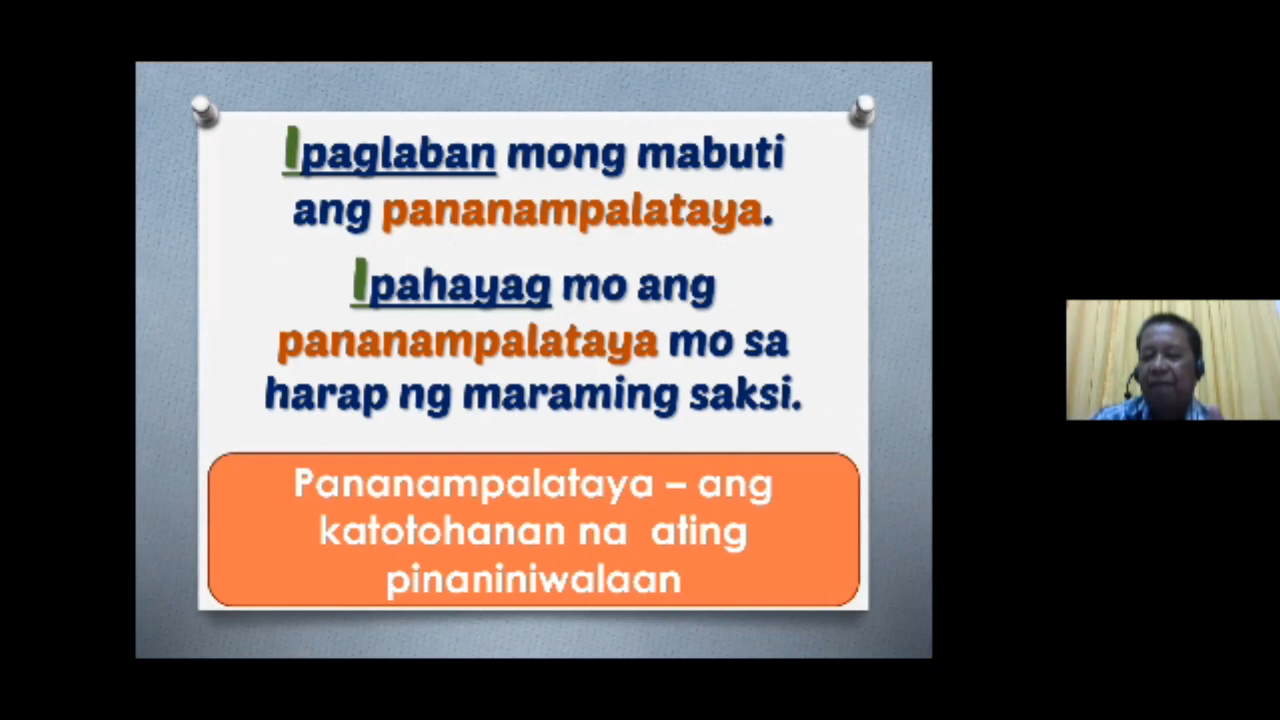 Ipaglaban mong mabuti
ang pananampalataya.
Ipahayag mo ang
pananampalataya mo sa
harap ng maraming saksi.
Pananampalataya – ang
katotohanan na ating
pinaniniwalaan